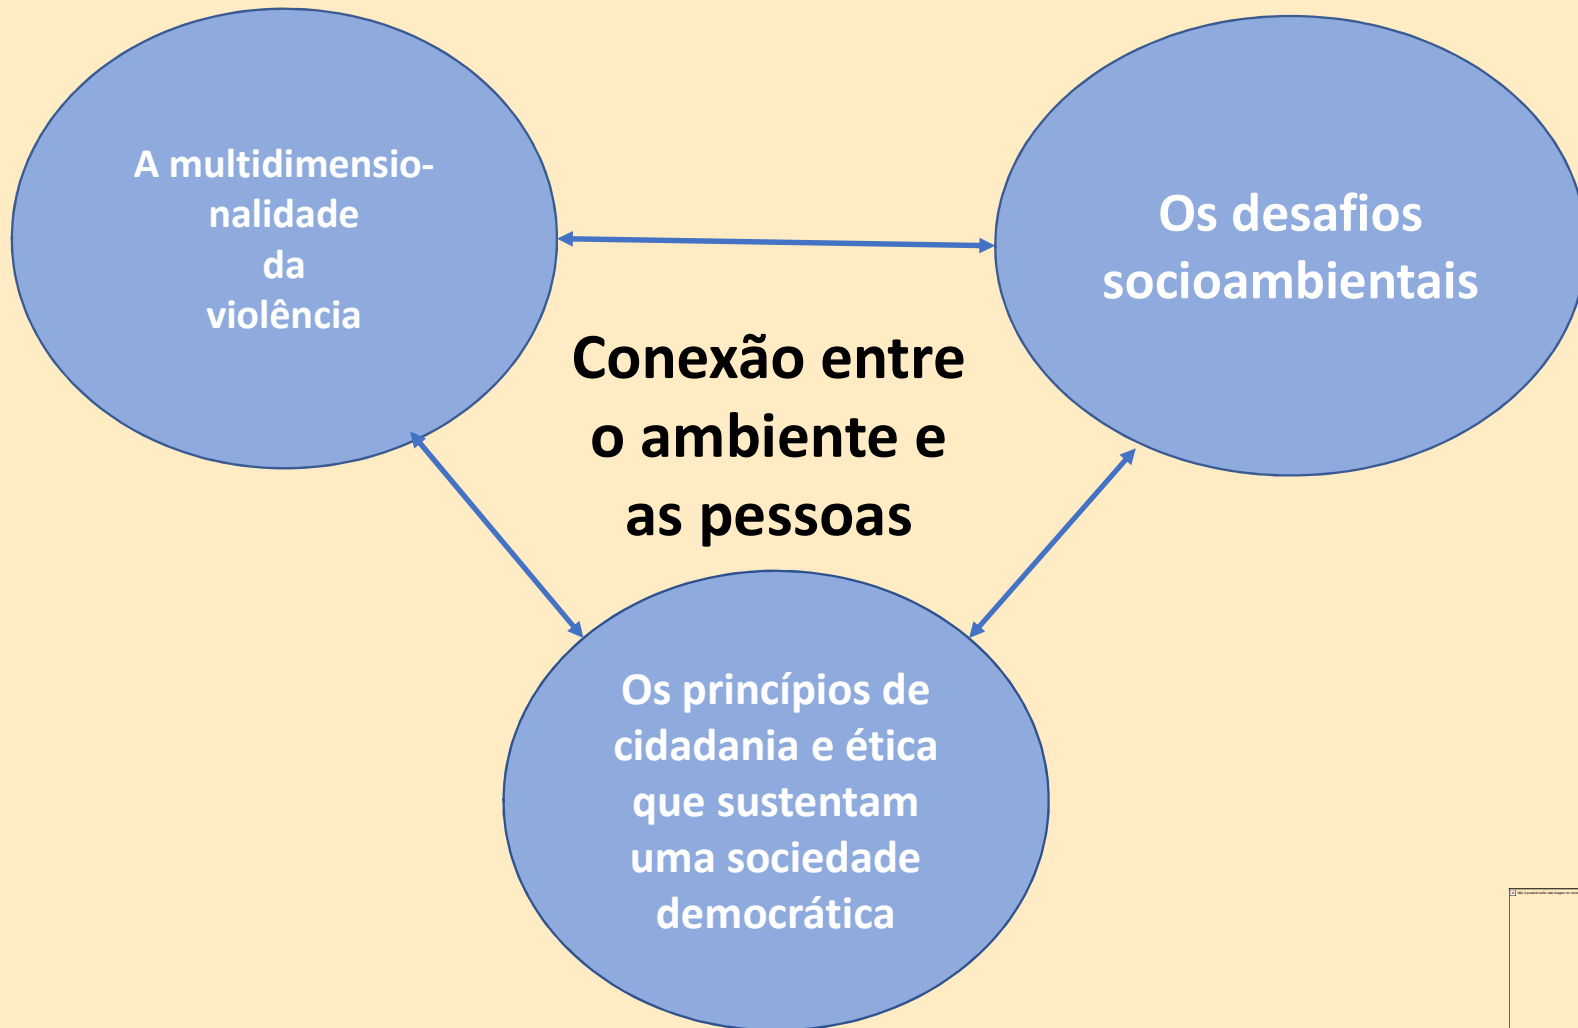 A multidimensio-
nalidade
da
violência
Os desafios
socioambientais
Conexão entre
o ambiente e
as pessoas
Os princípios de
cidadania e ética
que sustentam
uma sociedade
democrática